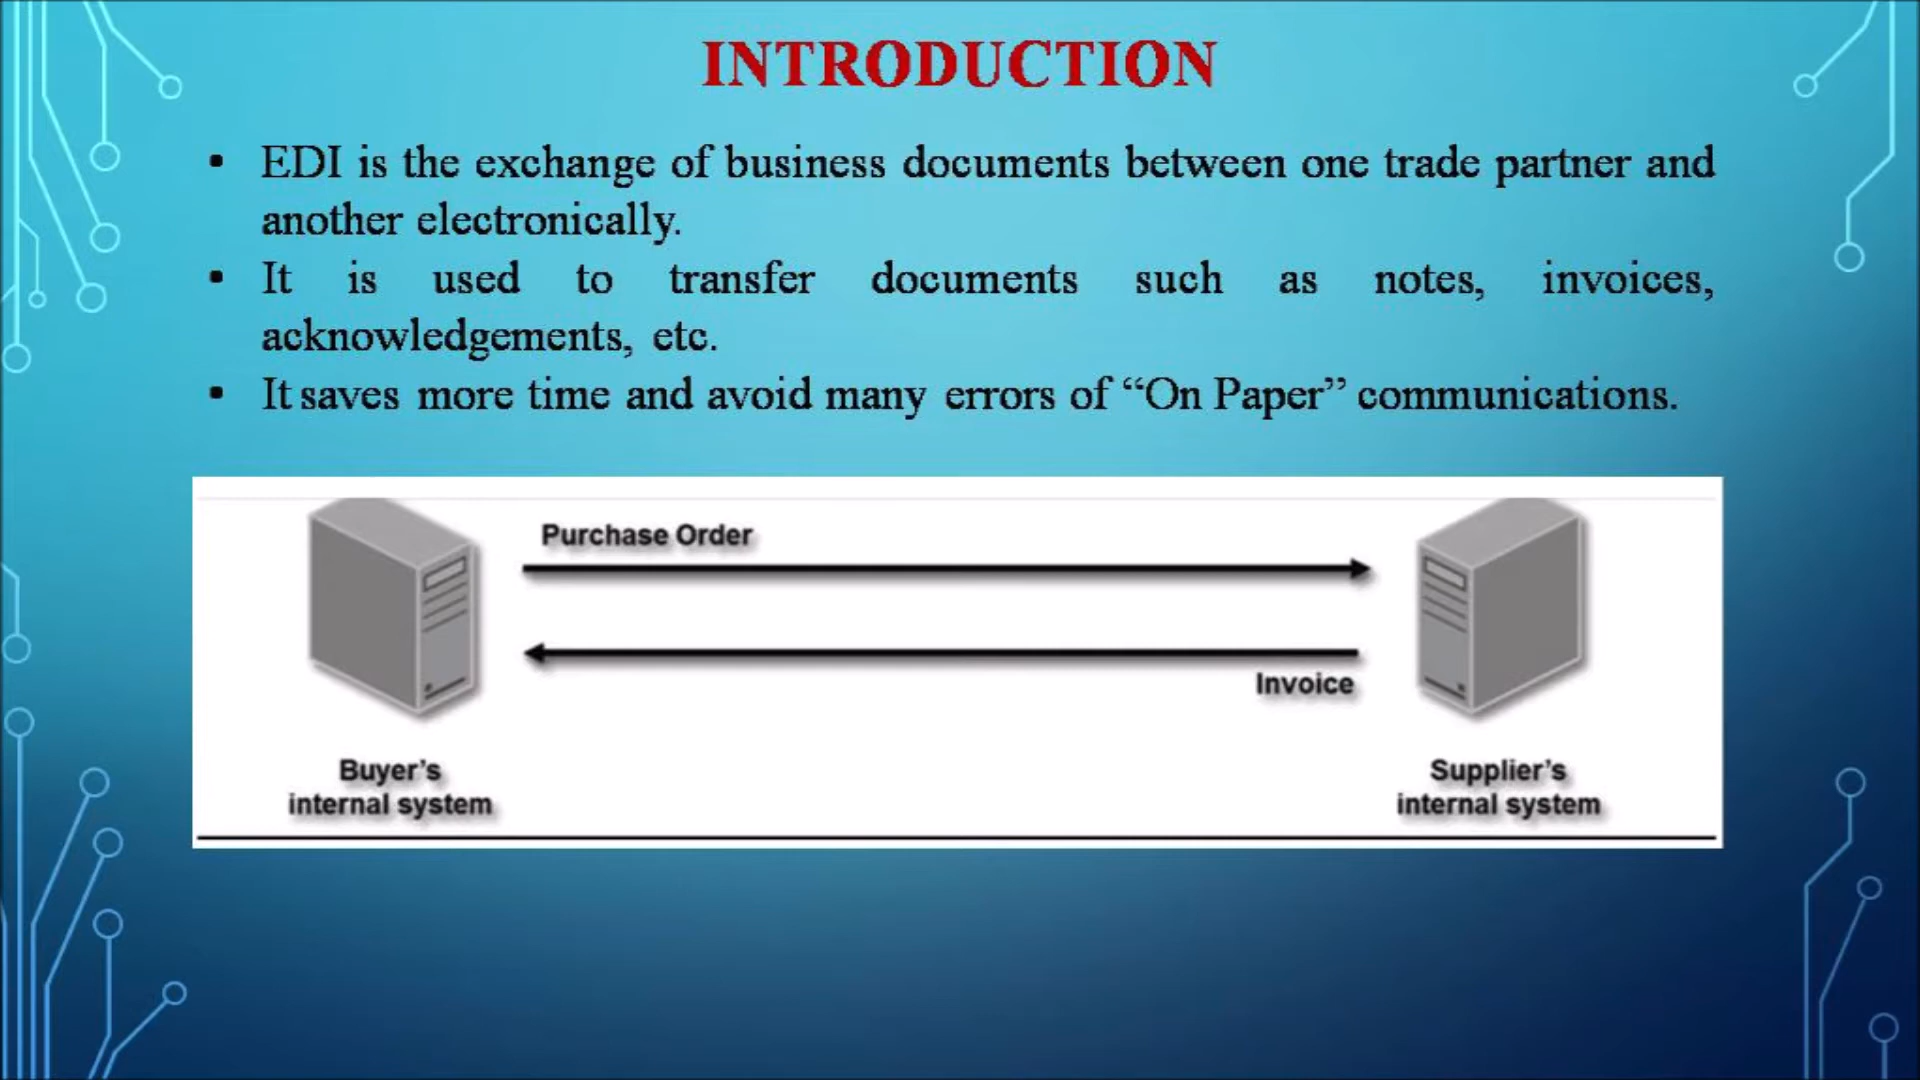 INTRODUCTION
• EDI is the exchange of business documents between one trade partner and
another electronically.
• It is used to transfer documents such as notes, invoices,
acknowledgements, etc.
• It saves more time and avoid many errors of “On Paper” communications.
Purchase Order
Invoice
Buyer’s
internal system
Supplier’s
internal system